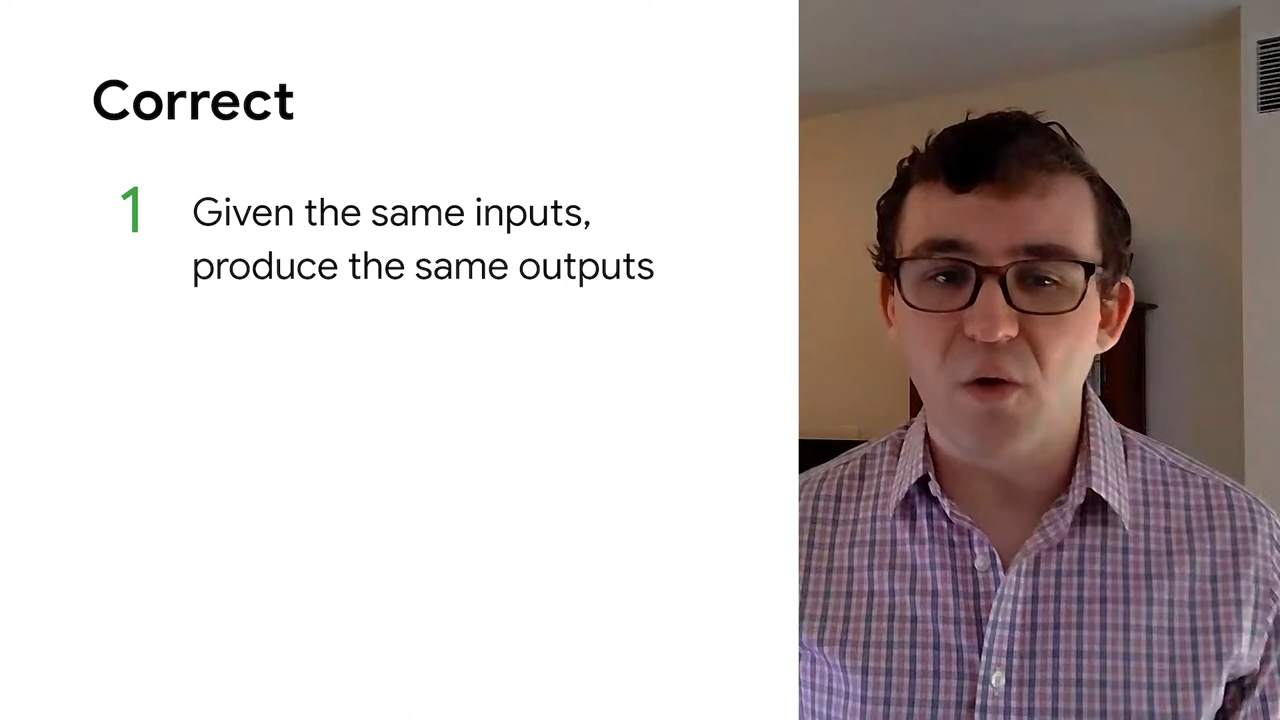 Correct
1 Given the same inputs,
produce the same outputs